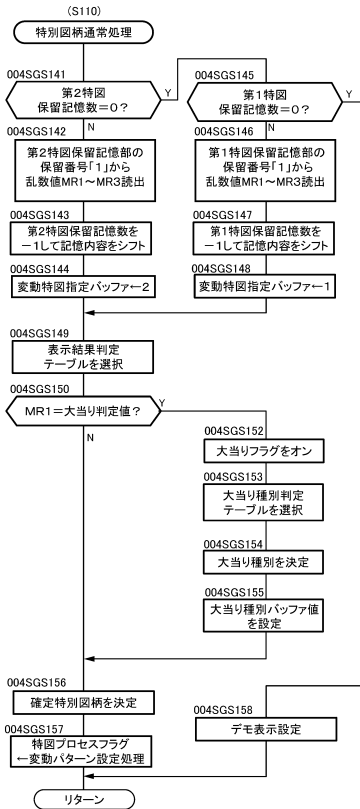 (S110)
特別図柄通常処理
004SGS141
第2特図
保留記憶数＝0？
Y
N
004SGS142
第2特図保留記憶部の
保留番号「1」から
乱数値MR1～MR3読出
004SGS143
第2特図保留記憶数を
－1して記憶内容をシフト
004SGS144
変動特図指定バッファ←2
004SGS145
第1特図
保留記憶数＝0？
Y
N
004SGS146
第1特図保留記憶部の
保留番号「1」から
乱数値MR1～MR3読出
004SGS147
第1特図保留記憶数を
－1して記憶内容をシフト
004SGS148
変動特図指定バッファ←1
004SGS149
表示結果判定
テーブルを選択
004SGS150
MR1＝大当り判定値？
Y
N
004SGS152
大当りフラグをオン
004SGS153
大当り種別判定
テーブルを選択
004SGS154
大当り種別を決定
004SGS155
大当り種別バッファ値
を設定
004SGS156
確定特別図柄を決定
004SGS157
特図プロセスフラグ
←変動パターン設定処理
004SGS158
デモ表示設定
リターン